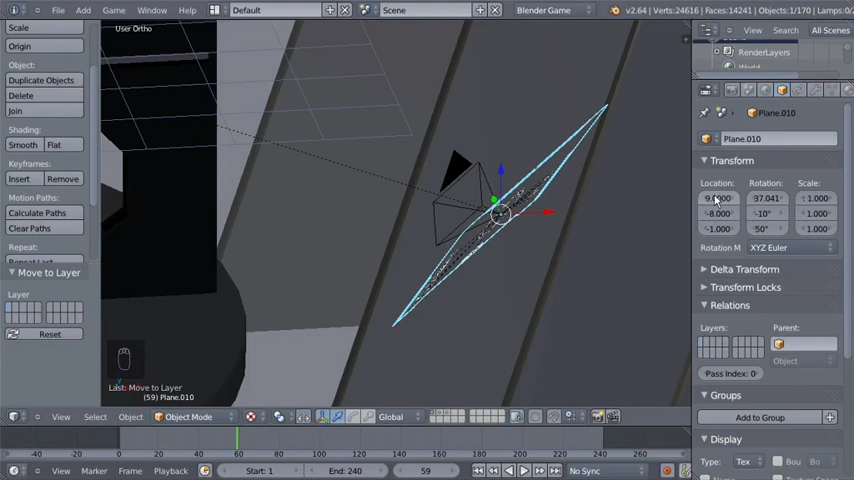 File Add Window Help Default Scene Blender Game v2.64 | Verts:24616 | Faces:14241 | Objects:1/170 | Lamps:0/
Scale
Origin
Object:
Duplicate Objects
Delete
Join
Shading:
Smooth Flat
Keyframes:
Insert Remove
Motion Paths:
Calculate Paths
Clear Paths
Repeat:
Repeat Last
Move to Layer
Layer
Reset
User Ortho
Last: Move to Layer
(59) Plane.010
View Search All Scenes
RenderLayers
World
Plane.010
Plane.010
Transform
Location: Rotation: Scale:
37.041 1.000
-8.000 -10° 1.000
-1.000 50° 1.000
Rotation M XYZ Euler
Delta Transform
Transform Locks
Relations
Layers: Parent:
Object
Pass Index: 0
Groups
Add to Group
Display
Type: Tex Bou Bo
View Select Object Object Mode Global
-40 -20 0 20 40 60 80 100 120 140 160 180 200 220 240 260
View Marker Frame Playback Start: 1 End: 240 59 No Sync